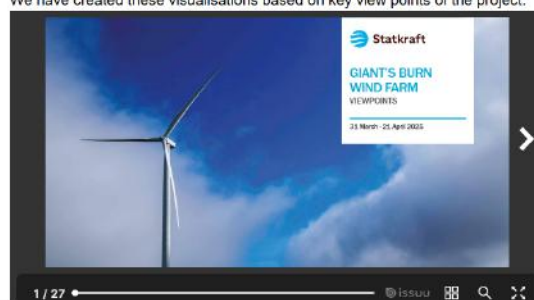 We have created these visualisations based on key view points of the project.
Statkraft
GIANT'S BURN
WIND FARM
VIEWPOINTS
31 March - 21 April 2025
1 / 27
issuu